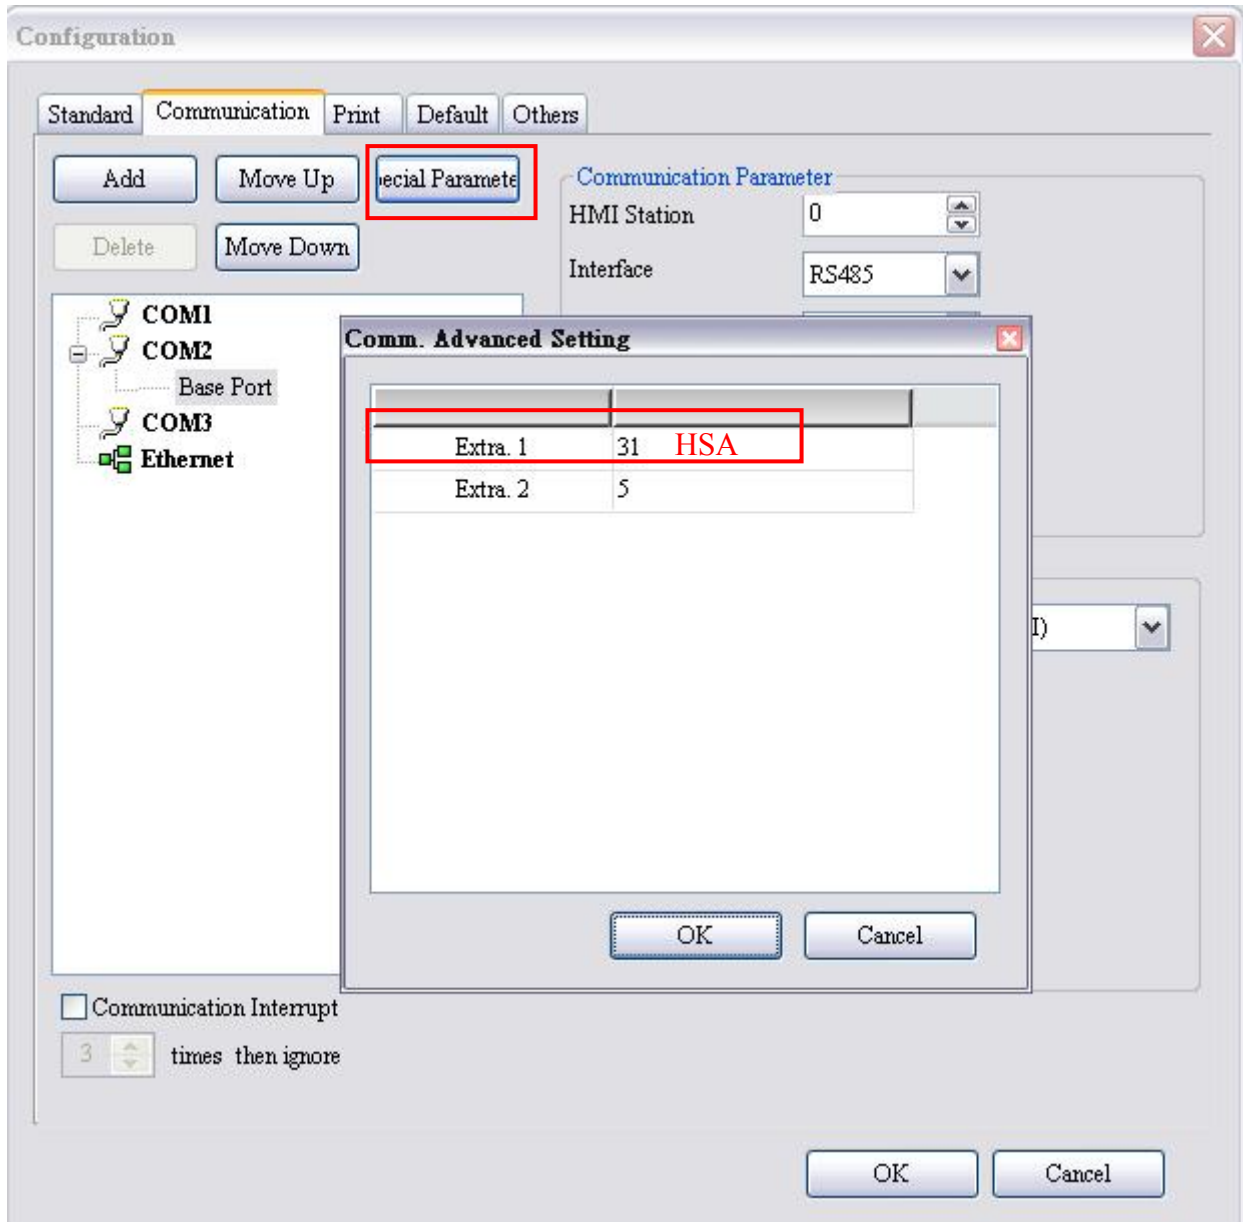 Configuration
Standard Communication Print Default Others
Add Move Up ecial Paramete
Delete Move Down
Communication Parameter
HMI Station 0
Interface RS485
COM1
COM2
Base Port
COM3
Ethernet
Comm. Advanced Setting
Extra. 1 31 HSA
Extra. 2 5
I)
OK Cancel
Communication Interrupt
3 times then ignore
OK Cancel